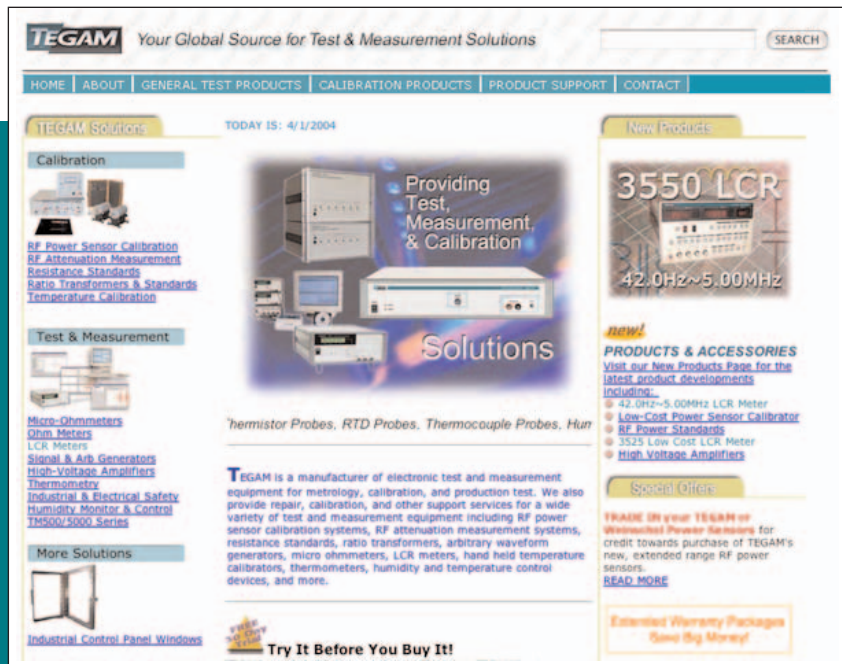 TEGAM Your Global Source for Test & Measurement Solutions
SEARCH
HOME ABOUT GENERAL TEST PRODUCTS CALIBRATION PRODUCTS PRODUCT SUPPORT CONTACT
TEGAM Solutions
Calibration
RF Power Sensor Calibration
RF Attenuation Measurement
Resistance Standards
Ratio Transformers & Standards
Temperature Calibration
Test & Measurement
Micro-Ohmmeters
Ohm Meters
LCR Meters
Signal & Arb Generators
High-Voltage Amplifiers
Thermometry
Industrial & Electrical Safety
Humidity Monitor & Control
TM500/5000 Series
More Solutions
Industrial Control Panel Windows
TODAY IS: 4/1/2004
Providing
Test,
Measurement,
& Calibration
Solutions
hermistor Probes, RTD Probes, Thermocouple Probes, Hum
TEGAM is a manufacturer of electronic test and measurement
equipment for metrology, calibration, and production test. We also
provide repair, calibration, and other support services for a wide
variety of test and measurement equipment including RF power
sensor calibration systems, RF attenuation measurement systems,
resistance standards, ratio transformers, arbitrary waveform
generators, micro ohmmeters, LCR meters, hand held temperature
calibrators, thermometers, humidity and temperature control
devices, and more.
FREE
30-Day
Trial
Try It Before You Buy It!
New Products
3550 LCR
42.0Hz~5.00MHz
new!
PRODUCTS & ACCESSORIES
Visit our New Products Page for the
latest product developments
including:
42.0Hz~5.00MHz LCR Meter
Low-Cost Power Sensor Calibrator
RF Power Standards
3525 Low Cost LCR Meter
High Voltage Amplifiers
Special Offers
TRADE IN your TEGAM or
Weinschel Power Sensors for
credit towards purchase of TEGAM's
new, extended range RF power
sensors.
READ MORE
Extended Warranty Packages
Save Big Money!